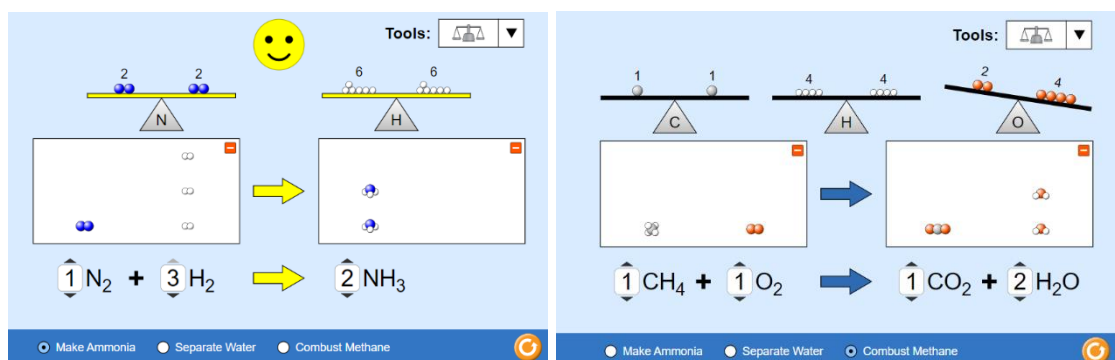 Tools:
2 2
6 6
N
H
1 N₂ + 3 H₂ 2 NH₃
Make Ammonia Separate Water Combust Methane
Tools:
1 1
4 4
2 4
C
H
O
1 CH₄ + 1 O₂ 1 CO₂ + 2 H₂O
Make Ammonia Separate Water Combust Methane